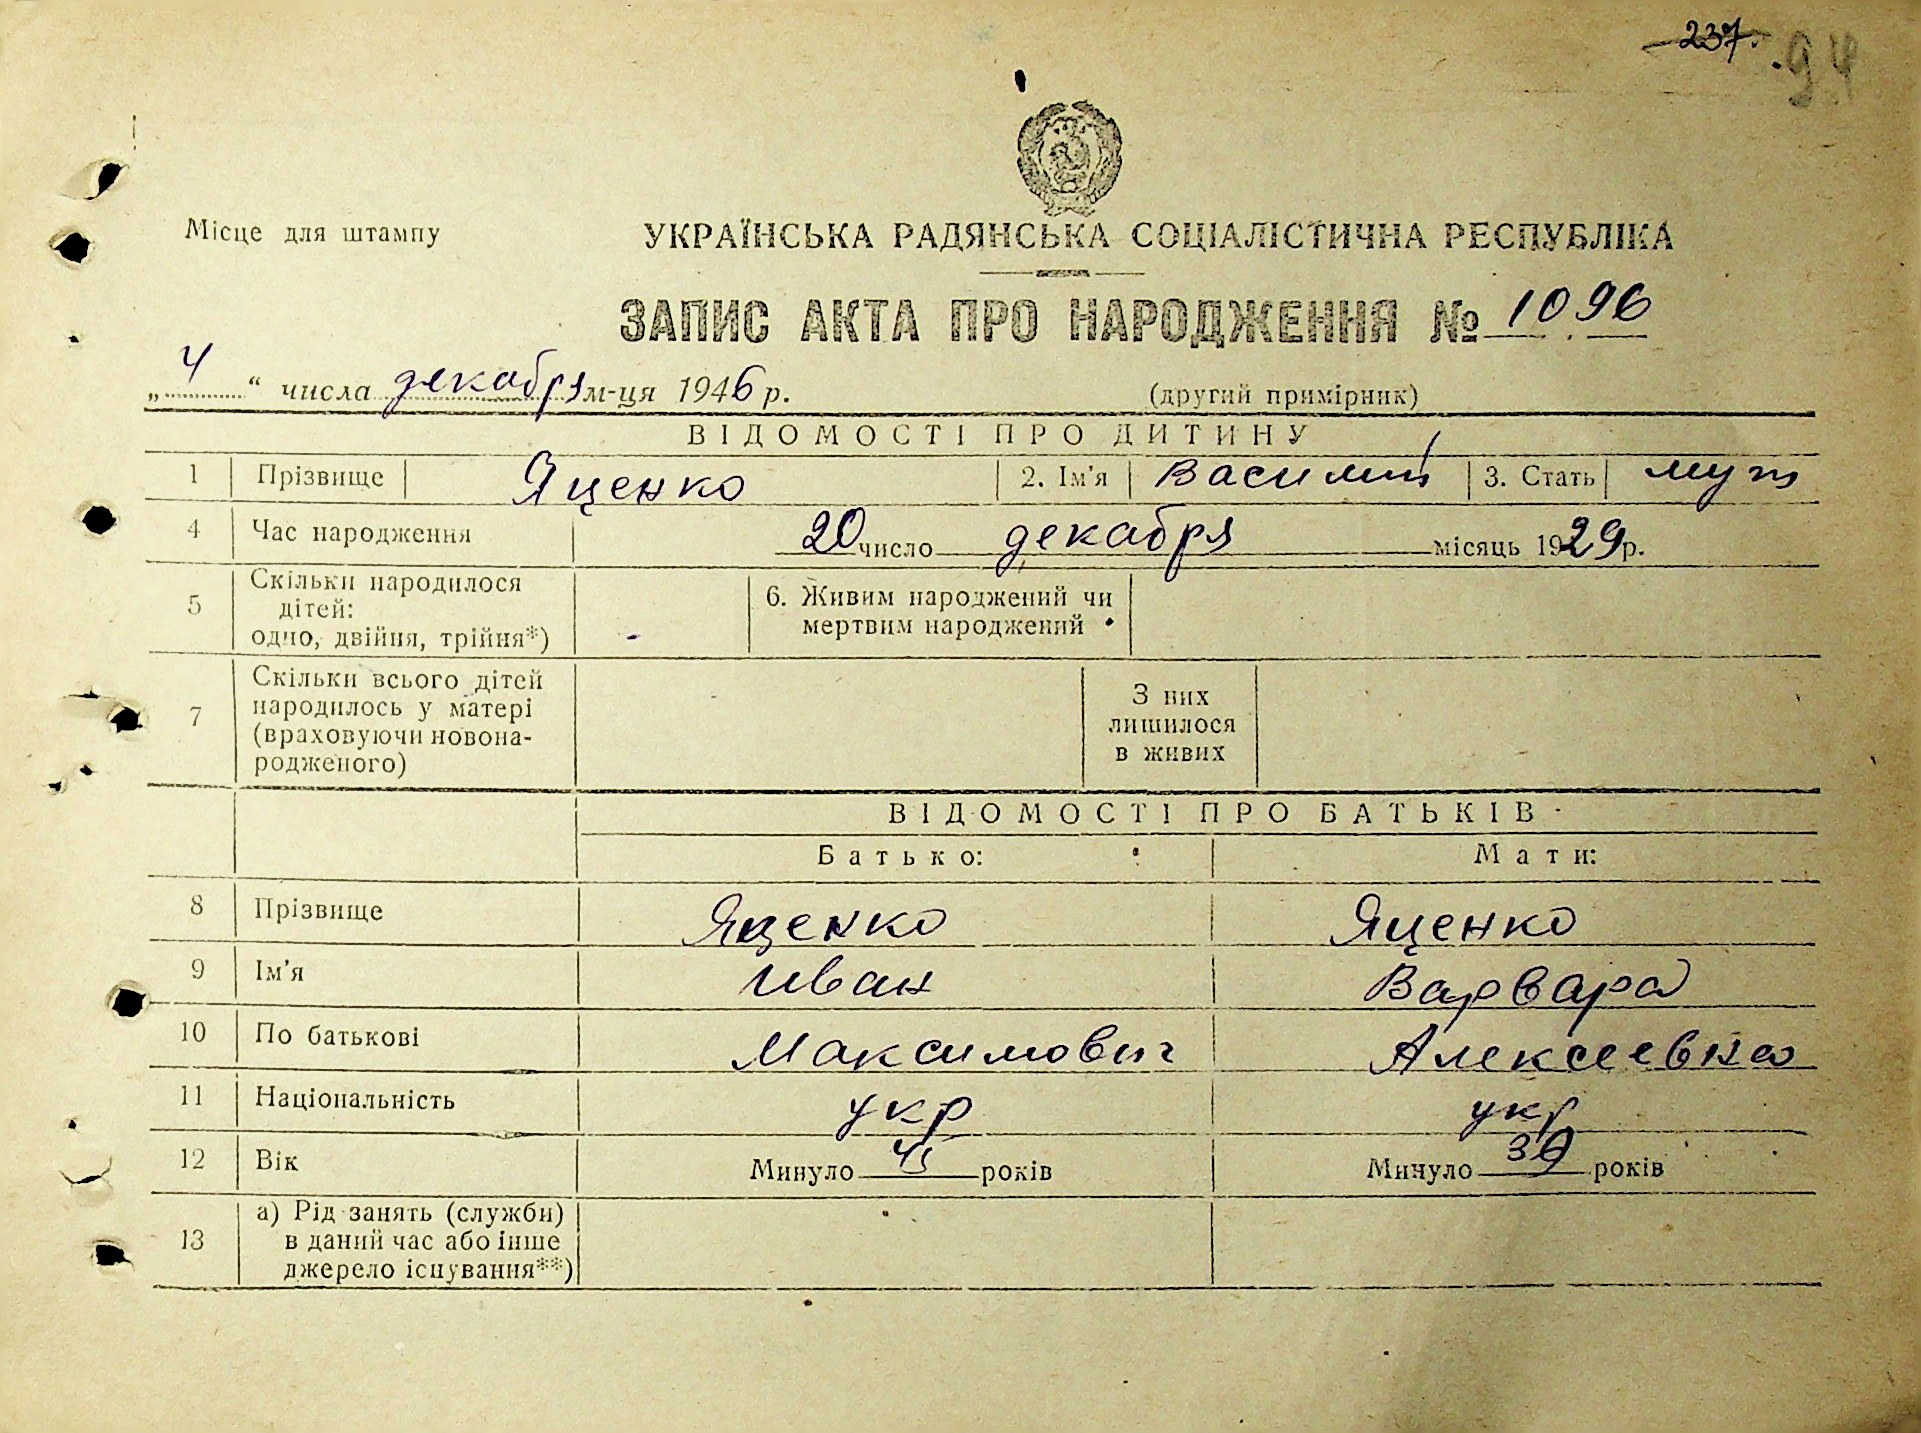 237.
94
Місце для штампу
УКРАЇНСЬКА РАДЯНСЬКА СОЦІАЛІСТИЧНА РЕСПУБЛІКА
ЗАПИС АКТА ПРО НАРОДЖЕННЯ № 1096
„4“ числа декабря м-ця 1946 р. (другий примірник)
ВІДОМОСТІ ПРО ДИТИНУ
1 Прізвище Яценко 2. Ім'я Василий 3. Стать муж
4 Час народження 20 число декабря місяць 1929 р.
5 Скільки народилося
дітей:
одно, двійня, трійня*)
6. Живим народжений чи
мертвим народжений
7 Скільки всього дітей
народилось у матері
(враховуючи новона-
родженого)
З них
лишилося
в живих
ВІДОМОСТІ ПРО БАТЬКІВ
Батько: Мати:
8 Прізвище Яценко Яценко
9 Ім'я Иван Варвара
10 По батькові Максимович Алексеевна
11 Національність укр укр
12 Вік Минуло 45 років Минуло років
13 а) Рід занять (служби)
в даний час або інше
джерело існування**)